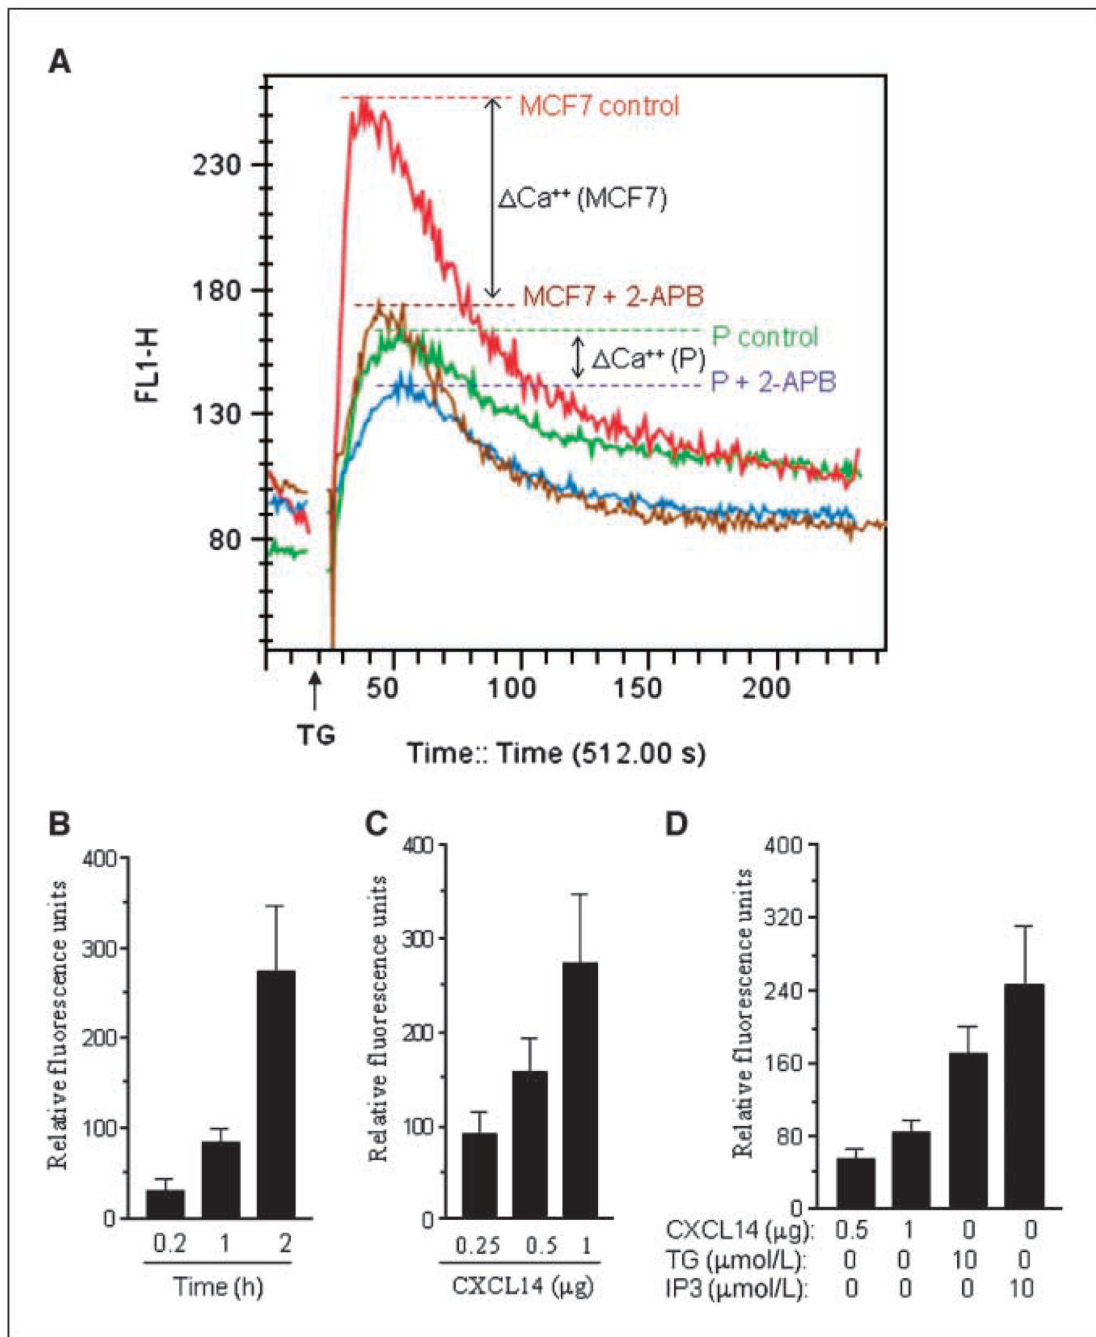 A
MCF7 control
230
ΔCa⁺⁺ (MCF7)
180
MCF7 + 2-APB
P control
ΔCa⁺⁺ (P)
P + 2-APB
FL1-H
130
80
50 100 150 200
TG
Time:: Time (512.00 s)
B
Relative fluorescence units
400
300
200
100
0
0.2 1 2
Time (h)
C
Relative fluorescence units
400
300
200
100
0
0.25 0.5 1
CXCL14 (μg)
D
Relative fluorescence units
400
320
240
160
80
0
CXCL14 (μg): 0.5 1 0 0
TG (μmol/L): 0 0 10 0
IP3 (μmol/L): 0 0 0 10